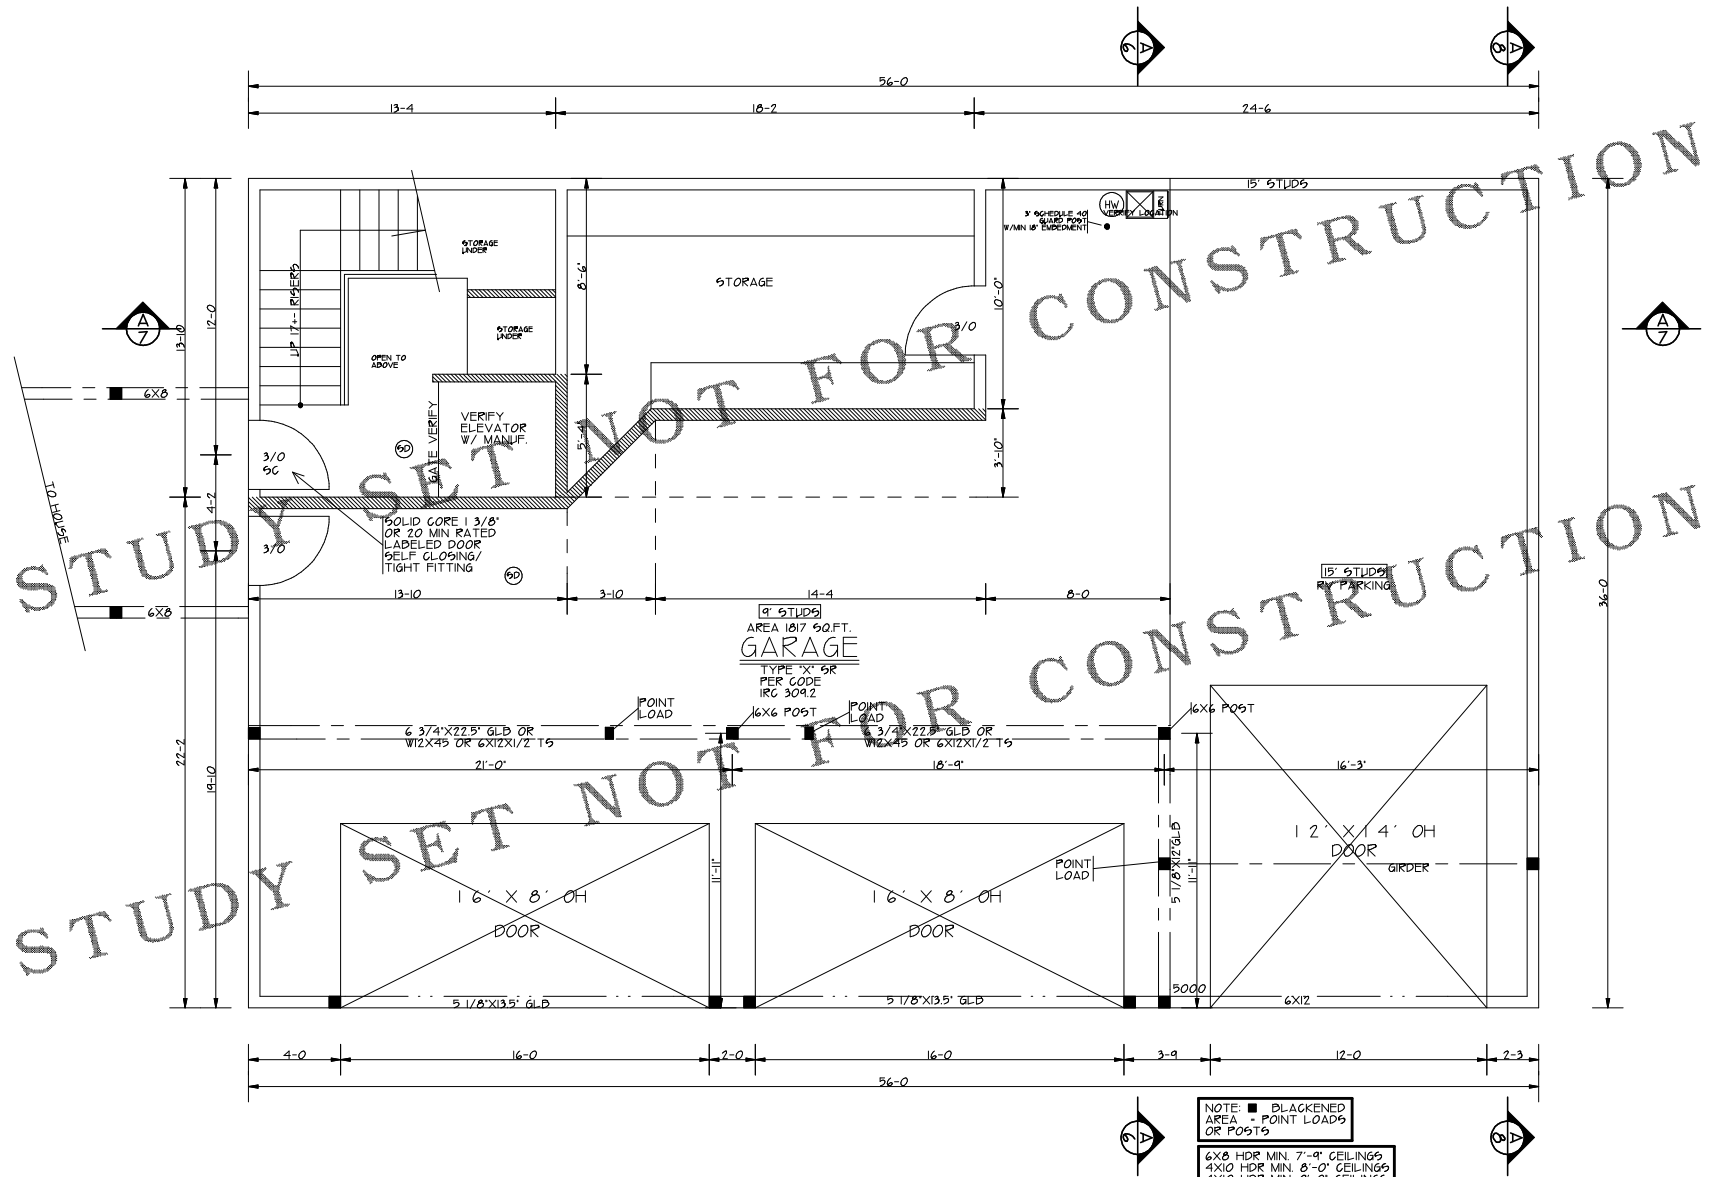 A
6
A
8
56-0
13-4
18-2
24-6
15' STUDS
HW
FURN
3" SCHEDULE 40
GUARD POST
W/MIN 18" EMBEDMENT
VERIFY LOCATION
STORAGE
UNDER
UP 17+- RISERS
8'-6"
STORAGE
10'-0"
3/0
12-0
13-10
A
7
A
7
STORAGE
UNDER
OPEN TO
ABOVE
6X8
GATE VERIFY
VERIFY
ELEVATOR
W/ MANUF.
5'-4"
3'-10"
SD
3/0
SC
4-2
TO HOUSE
SOLID CORE 1 3/8"
OR 20 MIN RATED
LABELED DOOR
SELF CLOSING/
TIGHT FITTING
3/0
SD
6X8
13-10
3-10
14-4
8-0
15' STUDS
RV PARKING
36-0
9' STUDS
AREA 1817 SQ.FT.
GARAGE
TYPE "X" SR
PER CODE
IRC 309.2
POINT
LOAD
6X6 POST
POINT
LOAD
6X6 POST
6 3/4"X22.5" GLB OR
W12X45 OR 6X12X1/2 TS
6 3/4"X22.5" GLB OR
W12X45 OR 6X12X1/2 TS
22-2
19-10
21'-0"
18'-9"
16'-3"
11'-11"
5 1/8"X12"GLB
11'-11"
12' X 14' OH
DOOR
POINT
LOAD
GIRDER
16' X 8' OH
DOOR
16' X 8' OH
DOOR
5 1/8"X13.5" GLB
5 1/8"X13.5" GLB
5000
6X12
4-0
16-0
2-0
16-0
3-9
12-0
2-3
56-0
STUDY SET NOT FOR CONSTRUCTION
STUDY SET NOT FOR CONSTRUCTION
A
6
A
8
NOTE: ■ BLACKENED
AREA - POINT LOADS
OR POSTS
6X8 HDR MIN. 7'-9" CEILINGS
4X10 HDR MIN. 8'-0" CEILINGS